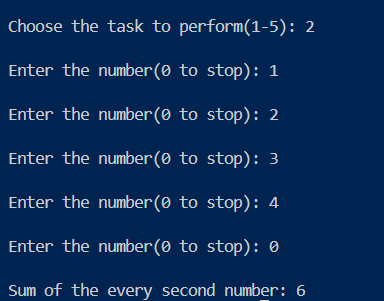 Choose the task to perform(1-5): 2
Enter the number(0 to stop): 1
Enter the number(0 to stop): 2
Enter the number(0 to stop): 3
Enter the number(0 to stop): 4
Enter the number(0 to stop): 0
Sum of the every second number: 6